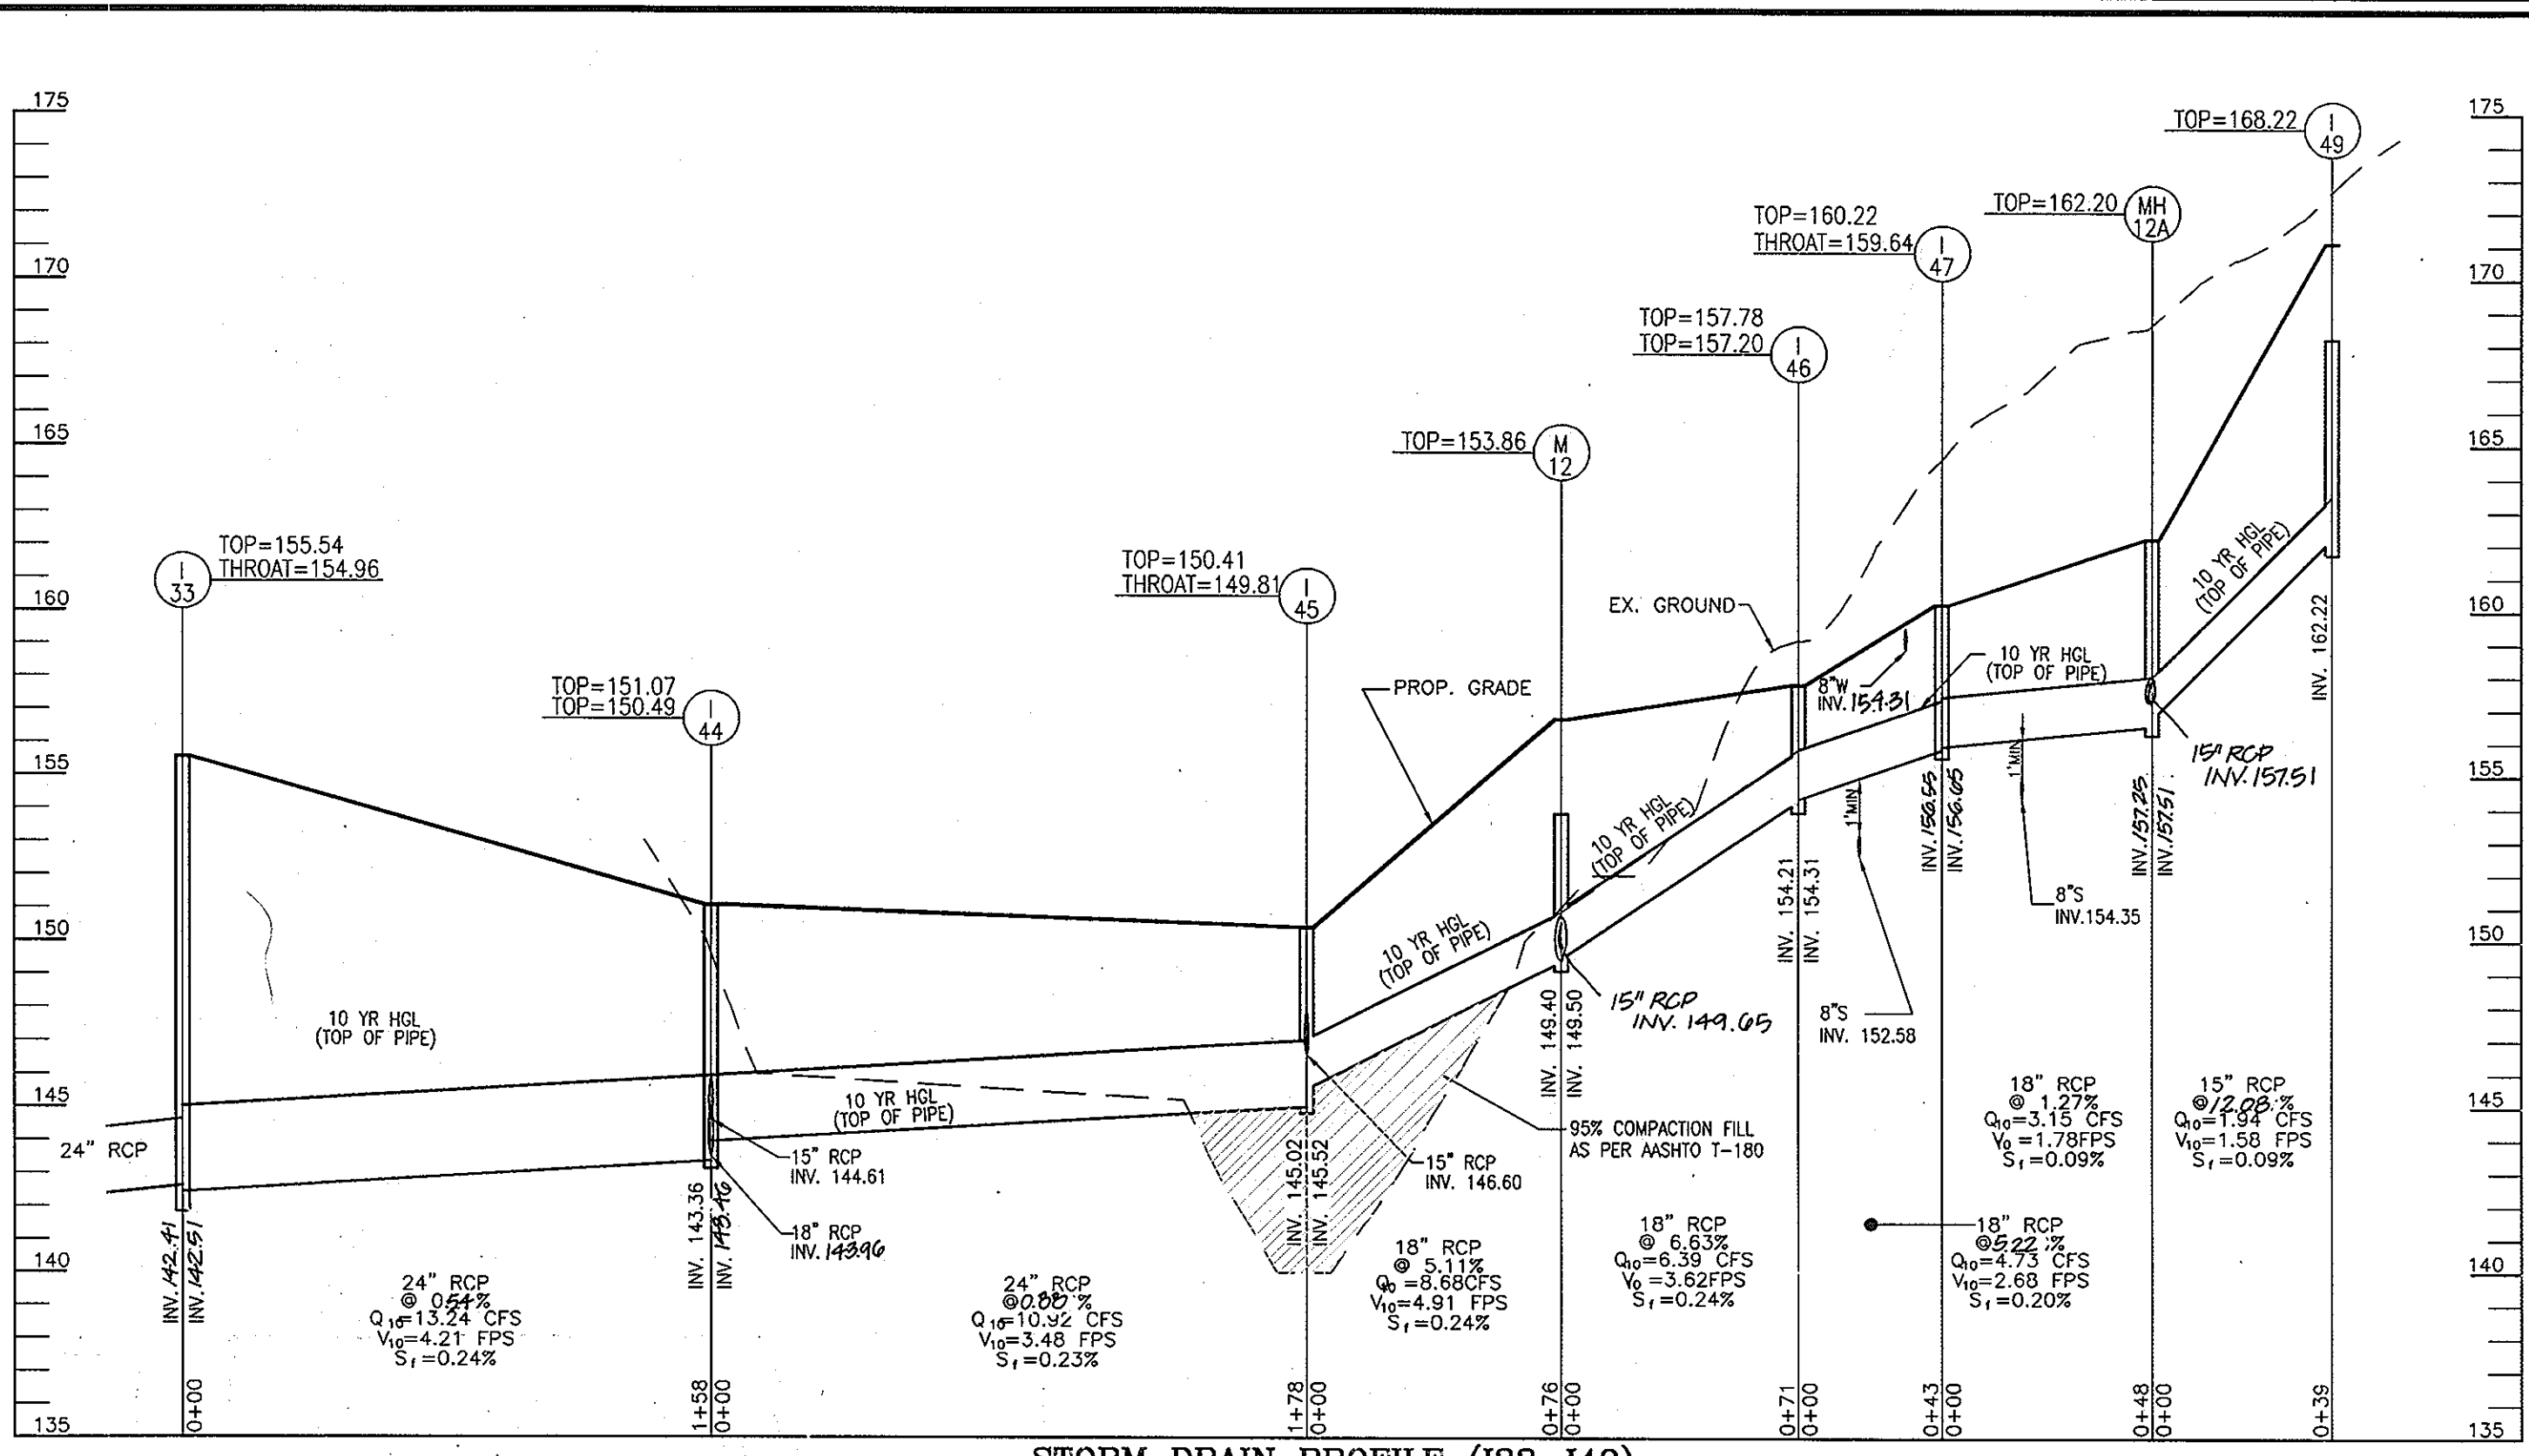 175
170
165
160
155
150
145
140
135
175
170
165
160
155
150
145
140
135
I
33
TOP=155.54
THROAT=154.96
TOP=151.07
TOP=150.49
I
44
TOP=150.41
THROAT=149.81
I
45
TOP=153.86
M
12
TOP=157.78
TOP=157.20
I
46
TOP=160.22
THROAT=159.64
I
47
TOP=162.20
MH
12A
TOP=168.22
I
49
EX. GROUND
PROP. GRADE
10 YR HGL
(TOP OF PIPE)
10 YR HGL
(TOP OF PIPE)
10 YR HGL
(TOP OF PIPE)
10 YR HGL
(TOP OF PIPE)
10 YR HGL
(TOP OF PIPE)
10 YR HGL
(TOP OF PIPE)
8"W
INV. 154.31
1'MIN
1'MIN
8"S
INV. 152.58
8"S
INV.154.35
15" RCP
INV. 157.51
15" RCP
INV. 149.65
95% COMPACTION FILL
AS PER AASHTO T-180
15" RCP
INV. 146.60
15" RCP
INV. 144.61
18" RCP
INV. 143.96
24" RCP
INV. 142.41
INV. 142.51
INV. 143.36
INV. 143.46
INV. 145.02
INV. 145.52
INV. 149.40
INV. 149.50
INV. 154.21
INV. 154.31
INV. 156.55
INV. 156.65
INV. 157.25
INV. 157.51
INV. 162.22
24" RCP
@ 0.54%
Q10=13.24 CFS
V10=4.21 FPS
Sf=0.24%
24" RCP
@ 0.88 %
Q10=10.92 CFS
V10=3.48 FPS
Sf=0.23%
18" RCP
@ 5.11%
Q10=8.68CFS
V10=4.91 FPS
Sf=0.24%
18" RCP
@ 6.63%
Q10=6.39 CFS
V0=3.62FPS
Sf=0.24%
18" RCP
@ 5.22 %
Q10=4.73 CFS
V10=2.68 FPS
Sf=0.20%
18" RCP
@ 1.27%
Q10=3.15 CFS
V0=1.78FPS
Sf=0.09%
15" RCP
@ 12.08 %
Q10=1.94 CFS
V10=1.58 FPS
Sf=0.09%
0+00
1+58
0+00
1+78
0+00
0+76
0+00
0+71
0+00
0+43
0+00
0+48
0+00
0+39
STORM DRAIN PROFILE (I33-I49)